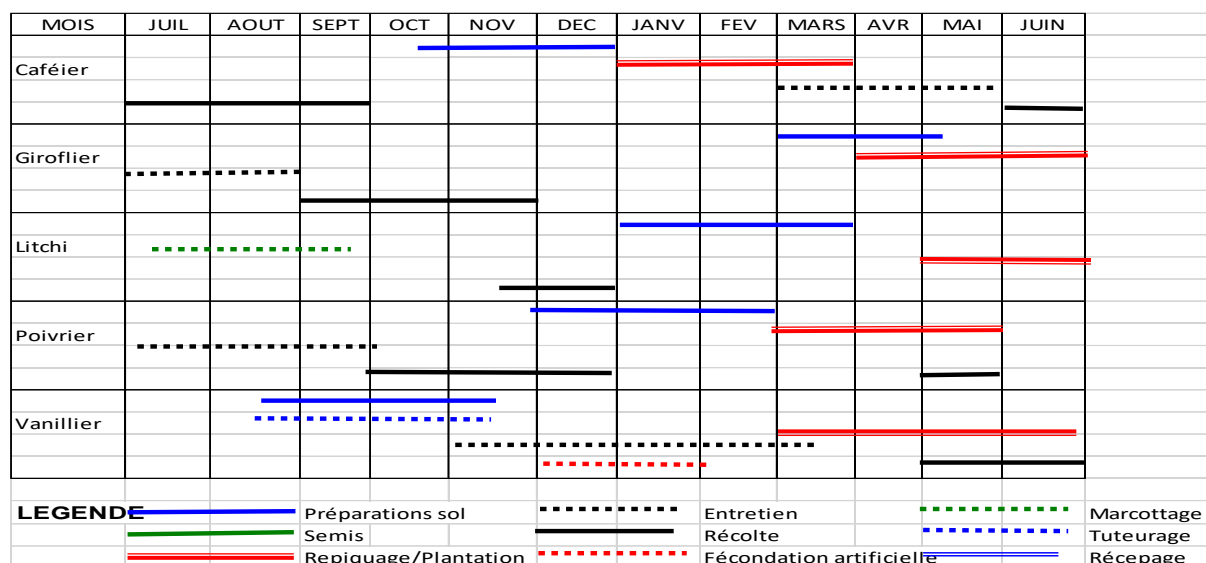 MOIS JUIL AOUT SEPT OCT NOV DEC JANV FEV MARS AVR MAI JUIN
Caféier
Giroflier
Litchi
Poivrier
Vanillier
LEGENDE Préparations sol Entretien Marcottage
Semis Récolte Tuteurage
Repiquage/Plantation Fécondation artificielle Récepage